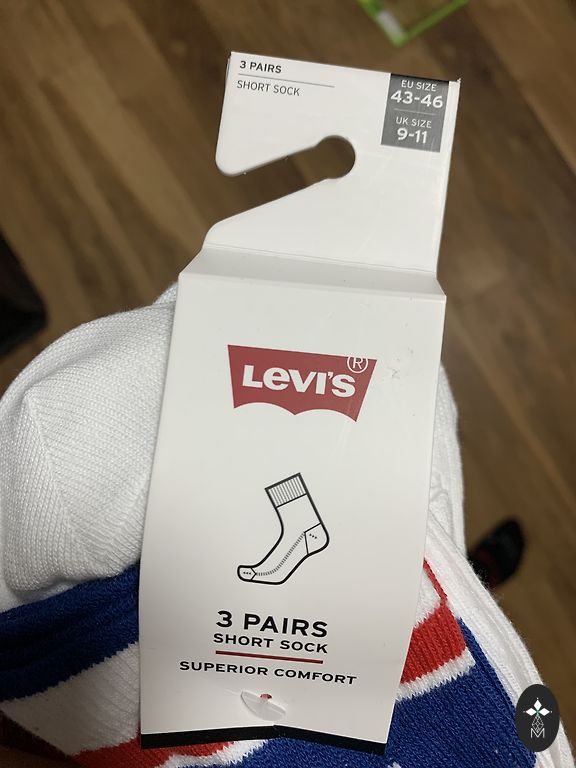 3 PAIRS
SHORT SOCK
EU SIZE
43-46
UK SIZE
9-11
LEVI'S®
3 PAIRS
SHORT SOCK
SUPERIOR COMFORT
M